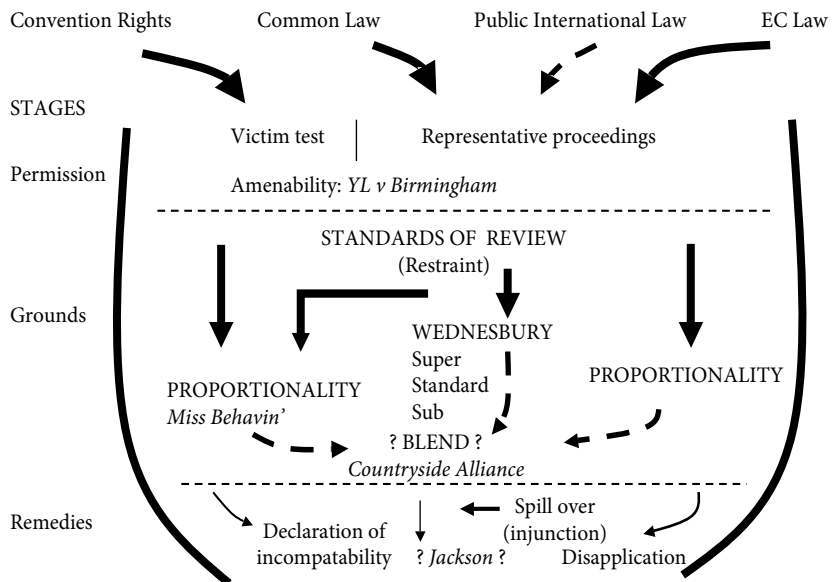 Convention Rights Common Law Public International Law EC Law
STAGES
Victim test Representative proceedings
Permission
Amenability: YL v Birmingham
STANDARDS OF REVIEW
(Restraint)
Grounds
WEDNESBURY
Super
Standard
Sub
PROPORTIONALITY
Miss Behavin’
PROPORTIONALITY
? BLEND ?
Countryside Alliance
Remedies
Declaration of
incompatability
? Jackson ?
Spill over
(injunction)
Disapplication